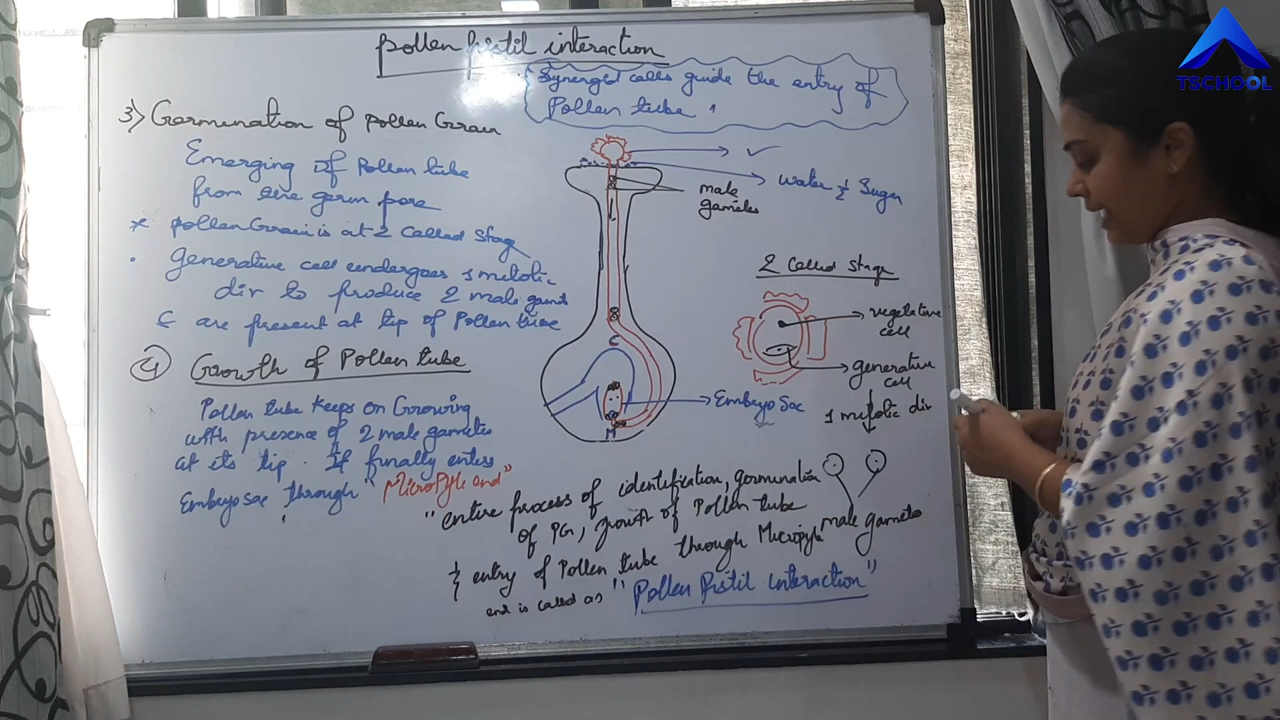 TSCHOOL
Pollen Pistil interaction
Synergid cells guide the entry of
Pollen tube.
3) Germination of Pollen Grain
Emerging of Pollen tube
from germ pore
* Pollen Grain is at 2 Celled Stage
• Generative cell undergoes 1 mitotic
div to produce 2 male gamet
are present at tip of Pollen tube
4 Growth of Pollen tube
Pollen tube keeps on Growing
with presence of 2 male gametes
at its tip. It finally enters
Embryo Sac through "MicroPyle end"
water & Sugar
male
gametes
C
M
Embryo Sac
2 Celled Stage
vegetative
cell
generative
cell
1 mitotic div
male gametes
"entire process of identification, germination
of PG, growth of Pollen tube
& entry of Pollen tube through Micropyle
end is called as "Pollen Pistil interaction"